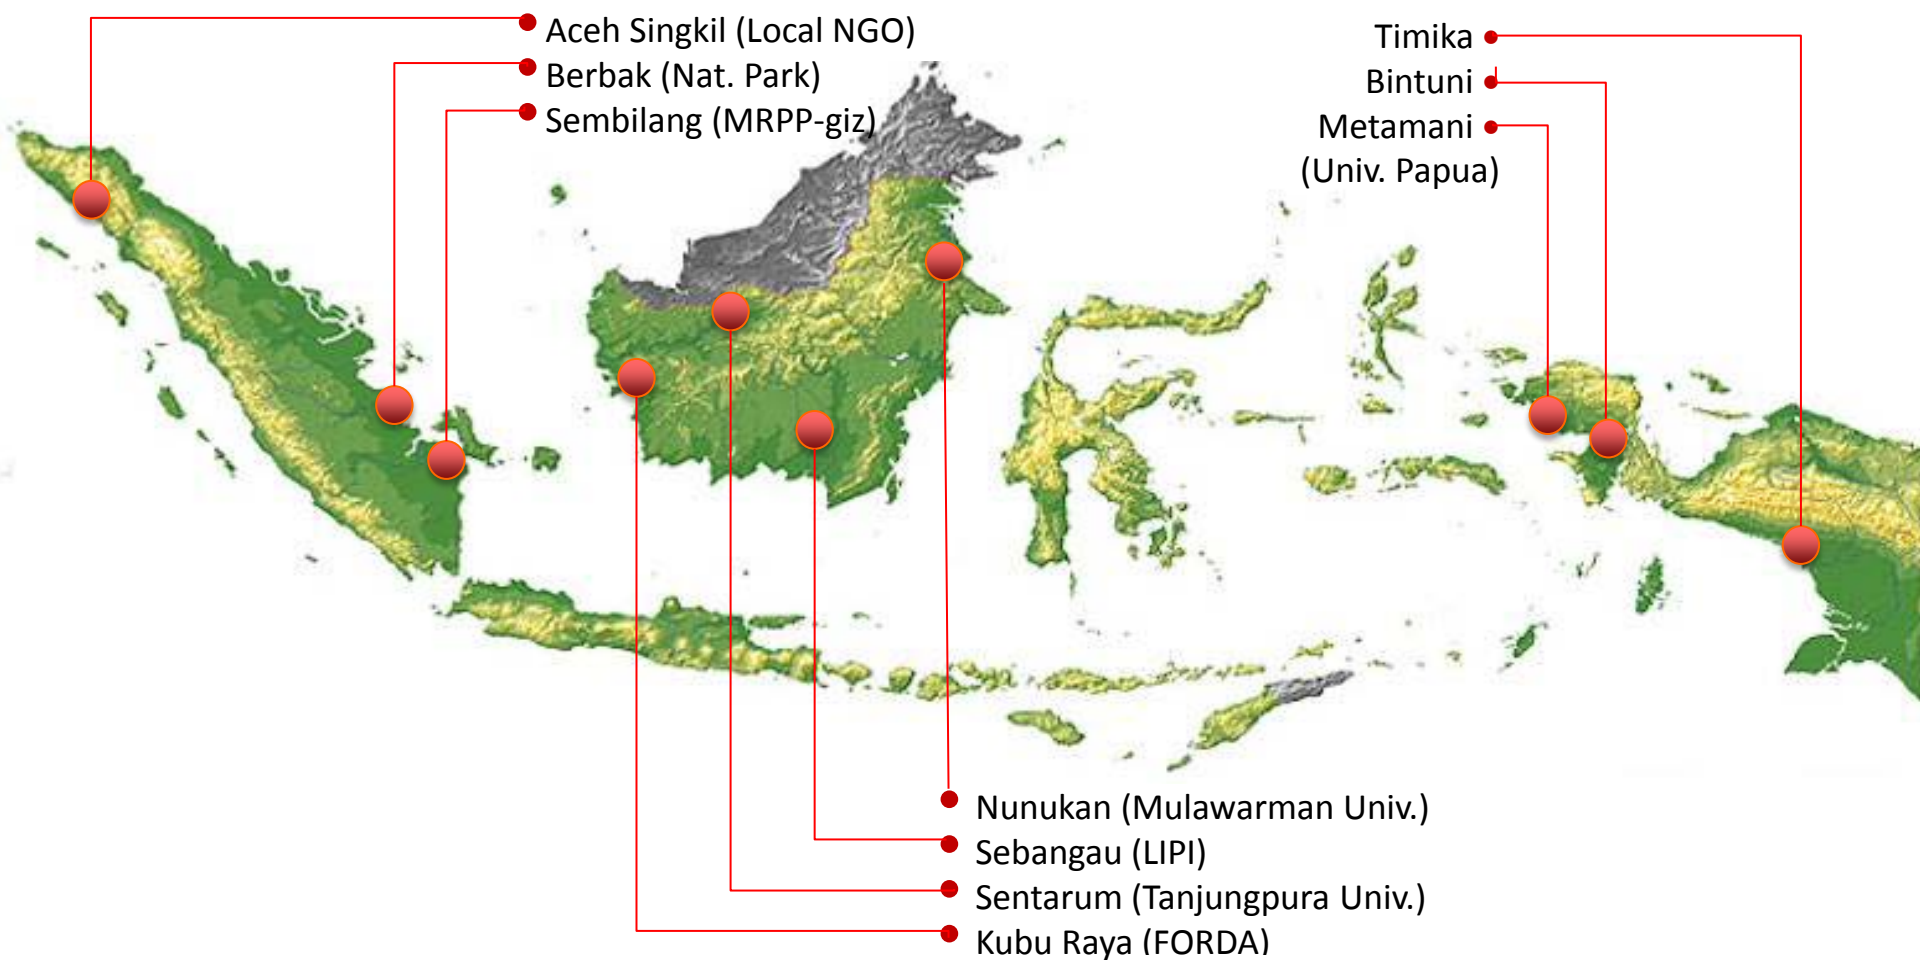 Aceh Singkil (Local NGO)
Berbak (Nat. Park)
Sembilang (MRPP-giz)
Timika
Bintuni
Metamani
(Univ. Papua)
Nunukan (Mulawarman Univ.)
Sebangau (LIPI)
Sentarum (Tanjungpura Univ.)
Kubu Raya (FORDA)